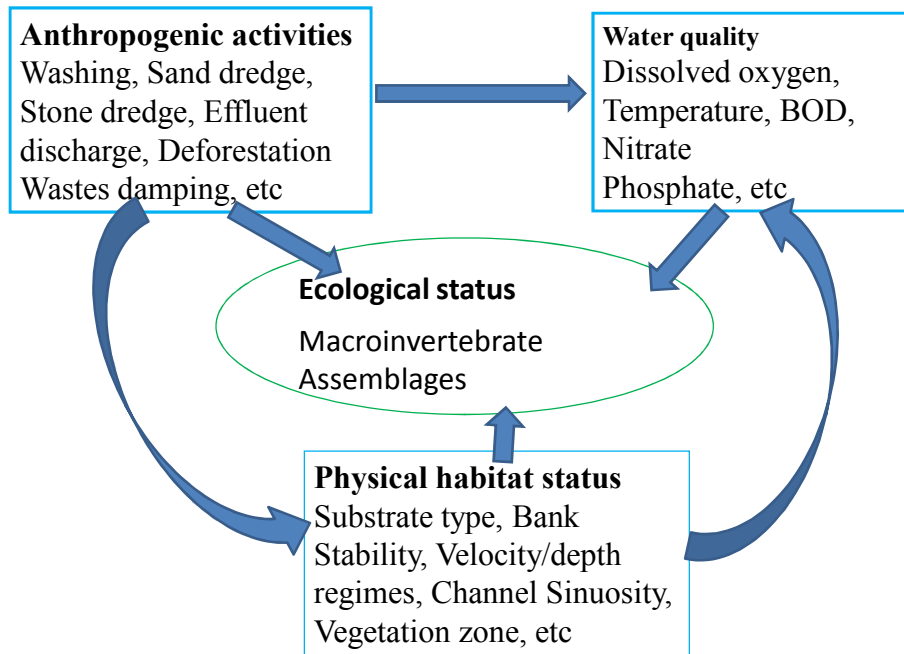 Anthropogenic activities
Washing, Sand dredge,
Stone dredge, Effluent
discharge, Deforestation
Wastes damping, etc
Water quality
Dissolved oxygen,
Temperature, BOD,
Nitrate
Phosphate, etc
Ecological status
Macroinvertebrate
Assemblages
Physical habitat status
Substrate type, Bank
Stability, Velocity/depth
regimes, Channel Sinuosity,
Vegetation zone, etc